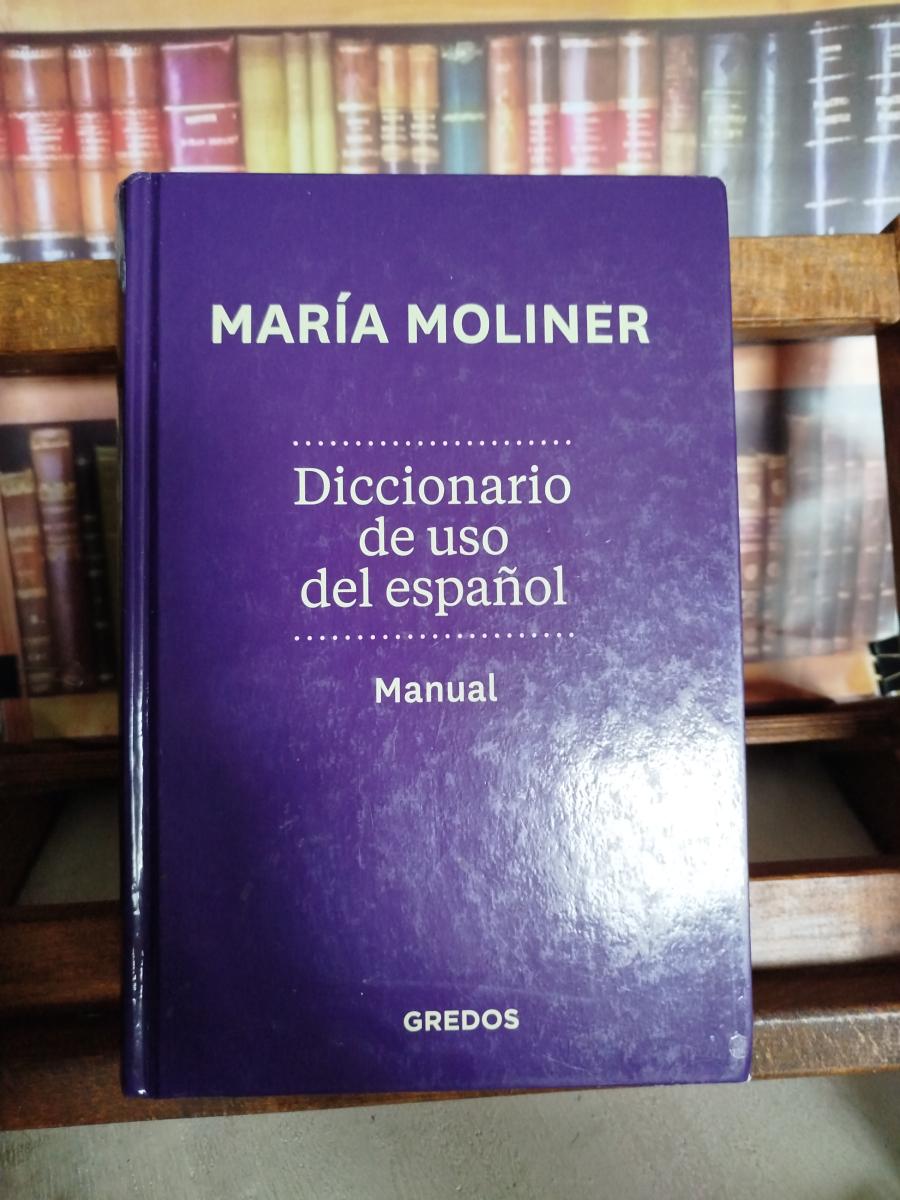 MARÍA MOLINER
Diccionario
de uso
del español
Manual
GREDOS